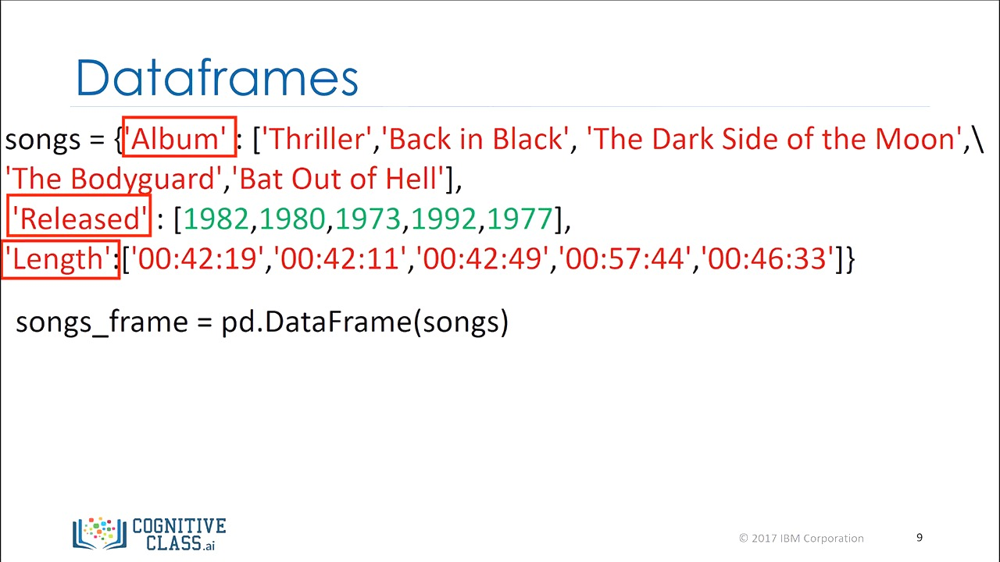 Dataframes
songs = {'Album' : ['Thriller','Back in Black', 'The Dark Side of the Moon',\
'The Bodyguard','Bat Out of Hell'],
'Released' : [1982,1980,1973,1992,1977],
'Length':['00:42:19','00:42:11','00:42:49','00:57:44','00:46:33']}
songs_frame = pd.DataFrame(songs)
COGNITIVE
CLASS.ai
© 2017 IBM Corporation
9